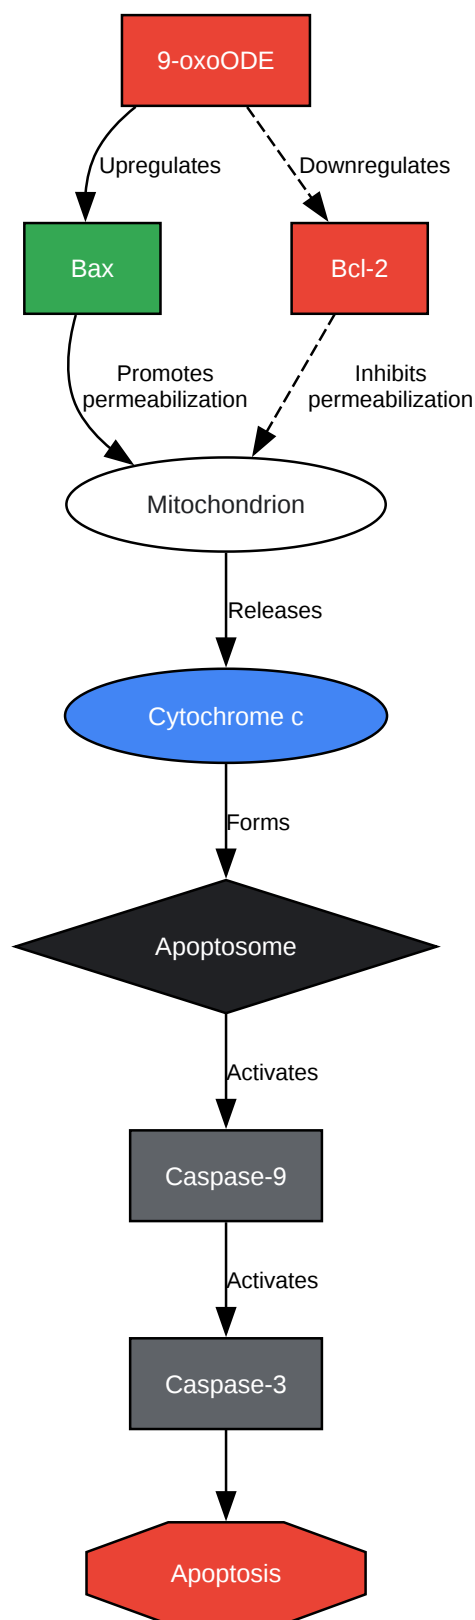 9-oxoODE
Upregulates
Downregulates
Bax
Bcl-2
Promotes
permeabilization
Inhibits
permeabilization
Mitochondrion
Releases
Cytochrome c
Forms
Apoptosome
Activates
Caspase-9
Activates
Caspase-3
Apoptosis